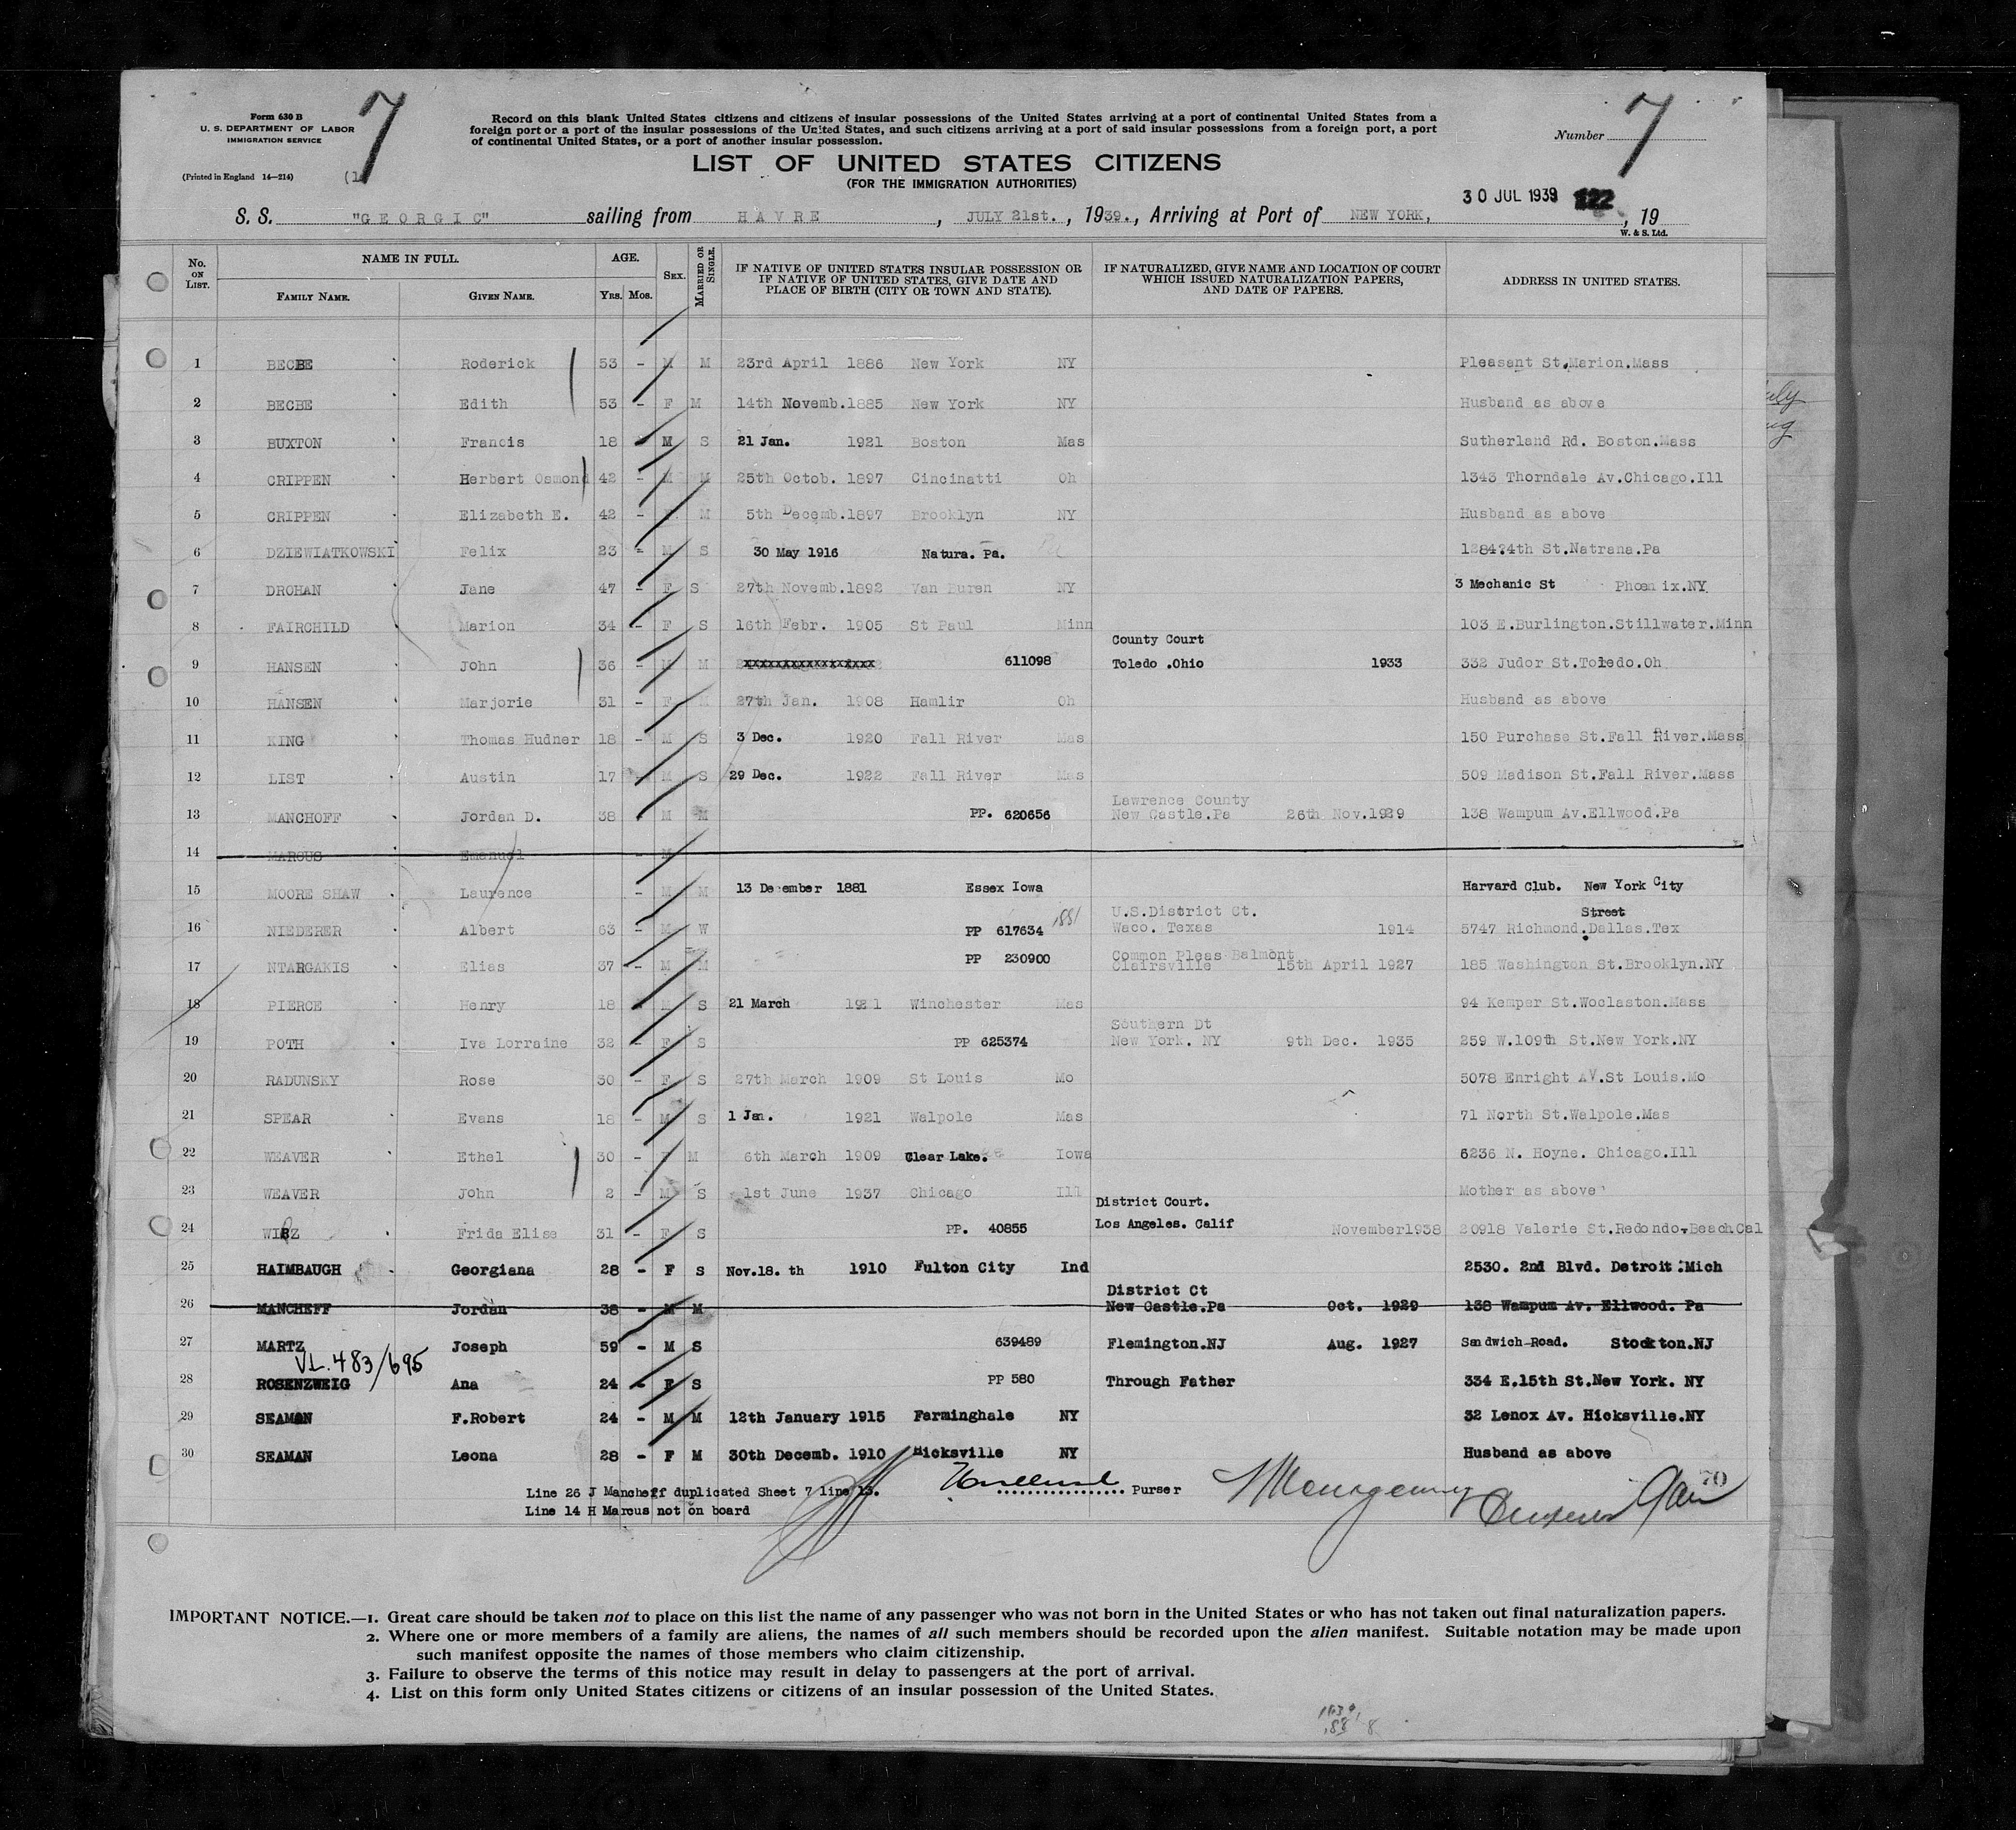 Form 630 B
U. S. DEPARTMENT OF LABOR
IMMIGRATION SERVICE
(Printed in England 14—214)
7
Record on this blank United States citizens and citizens of insular possessions of the United States arriving at a port of continental United States from a
foreign port or a port of the insular possessions of the United States, and such citizens arriving at a port of said insular possessions from a foreign port, a port
of continental United States, or a port of another insular possession.
Number 7
LIST OF UNITED STATES CITIZENS
(FOR THE IMMIGRATION AUTHORITIES)
30 JUL 1939 122
S. S. "GEORGIC" sailing from HAVRE, JULY 21st., 1939., Arriving at Port of NEW YORK, , 19
W. & S. Ltd.
No. ON LIST. NAME IN FULL. FAMILY NAME. GIVEN NAME. AGE. YRS. MOS. SEX. MARRIED OR SINGLE. IF NATIVE OF UNITED STATES INSULAR POSSESSION OR IF NATIVE OF UNITED STATES, GIVE DATE AND PLACE OF BIRTH (CITY OR TOWN AND STATE). IF NATURALIZED, GIVE NAME AND LOCATION OF COURT WHICH ISSUED NATURALIZATION PAPERS, AND DATE OF PAPERS. ADDRESS IN UNITED STATES.
1 BECBE Roderick 53 - M M 23rd April 1886 New York NY Pleasant St.Marion.Mass
2 BECBE Edith 53 - F M 14th Novemb.1885 New York NY Husband as above
3 BUXTON Francis 18 M S 21 Jan. 1921 Boston Mas Sutherland Rd. Boston.Mass
4 CRIPPEN Herbert Osmond 42 - M M 25th Octob. 1897 Cincinatti Oh 1343 Thorndale Av.Chicago.Ill
5 CRIPPEN Elizabeth E. 42 - F M 5th Decemb.1897 Brooklyn NY Husband as above
6 DZIEWIATKOWSKI Felix 23 - M S 30 May 1916 Natura. Pa. 1284?4th St.Natrana.Pa
7 DROHAN Jane 47 - F S 27th Novemb.1892 Van Buren NY 3 Mechanic St Phoenix.NY
8 FAIRCHILD Marion 34 - F S 16th Febr. 1905 St Paul Minn 103 E.Burlington.Stillwater.Minn
County Court
9 HANSEN John 36 - M M xxxxxxxxxxxxxxxxx 611098 Toledo .Ohio 1933 332 Judor St.Toledo.Oh
10 HANSEN Marjorie 31 - F M 27th Jan. 1908 Hamlir Oh Husband as above
11 KING Thomas Hudner 18 - M S 3 Dec. 1920 Fall River Mas 150 Purchase St.Fall River.Mass
12 LIST Austin 17 M S 29 Dec. 1922 Fall River Mas 509 Madison St.Fall River.Mass
Lawrence County
13 MANCHOFF Jordan D. 38 M M PP. 620656 New Castle.Pa 26th Nov.1929 138 Wampum Av.Ellwood.Pa
14 MARCUS Emanuel - M
15 MOORE SHAW Laurence - M M 13 December 1881 Essex Iowa Harvard Club. New York City
U.S.District Ct. Street
16 NIEDERER Albert 63 - M W PP 617634 1881 Waco. Texas 1914 5747 Richmond.Dallas.Tex
Common Pleas Balmont
17 NTARGAKIS Elias 37 - M M PP 230900 Clairsville 15th April 1927 185 Washington St.Brooklyn.NY
18 PIERCE Henry 18 M S 21 March 1921 Winchester Mas 94 Kemper St.Woclaston.Mass
Southern Dt
19 POTH Iva Lorraine 32 - F S PP 625374 New York. NY 9th Dec. 1935 259 W.109th St.New York.NY
20 RADUNSKY Rose 30 - F S 27th March 1909 St Louis Mo 5078 Enright AV.St Louis.Mo
21 SPEAR Evans 18 - M S 1 Jan. 1921 Walpole Mas 71 North St.Walpole.Mas
22 WEAVER Ethel 30 - F M 6th March 1909 Clear Lake. Iowa 6236 N. Hoyne. Chicago.Ill
23 WEAVER John 2 - M S 1st June 1937 Chicago Ill Mother as above
District Court.
24 WIRZ Frida Elise 31 - F S PP. 40855 Los Angeles. Calif November1938 20918 Valerie St.Redondo.Beach.Cal
25 HAIMBAUGH Georgiana 28 - F S Nov.18. th 1910 Fulton City Ind 2530. 2nd Blvd. Detroit.Mich
District Ct
26 MANCHEFF Jordan 38 - M M New Castle.Pa Oct. 1929 138 Wampum Av. Ellwood. Pa
27 MARTZ Joseph 59 - M S 639489 Flemington.NJ Aug. 1927 Sandwich-Road. Stockton.NJ
VL.483/695
28 ROSENZWEIG Ana 24 - F S PP 580 Through Father 334 E.15th St.New York. NY
29 SEAMAN F.Robert 24 - M M 12th January 1915 Farminghale NY 32 Lenox Av. Hicksville.NY
30 SEAMAN Leona 28 - F M 30th Decemb. 1910 Hicksville NY Husband as above
Line 26 J Mancheff duplicated Sheet 7 line 13. Purser
Line 14 H Marcus not on board
70
IMPORTANT NOTICE.—1. Great care should be taken not to place on this list the name of any passenger who was not born in the United States or who has not taken out final naturalization papers.
2. Where one or more members of a family are aliens, the names of all such members should be recorded upon the alien manifest. Suitable notation may be made upon
such manifest opposite the names of those members who claim citizenship.
3. Failure to observe the terms of this notice may result in delay to passengers at the port of arrival.
4. List on this form only United States citizens or citizens of an insular possession of the United States.